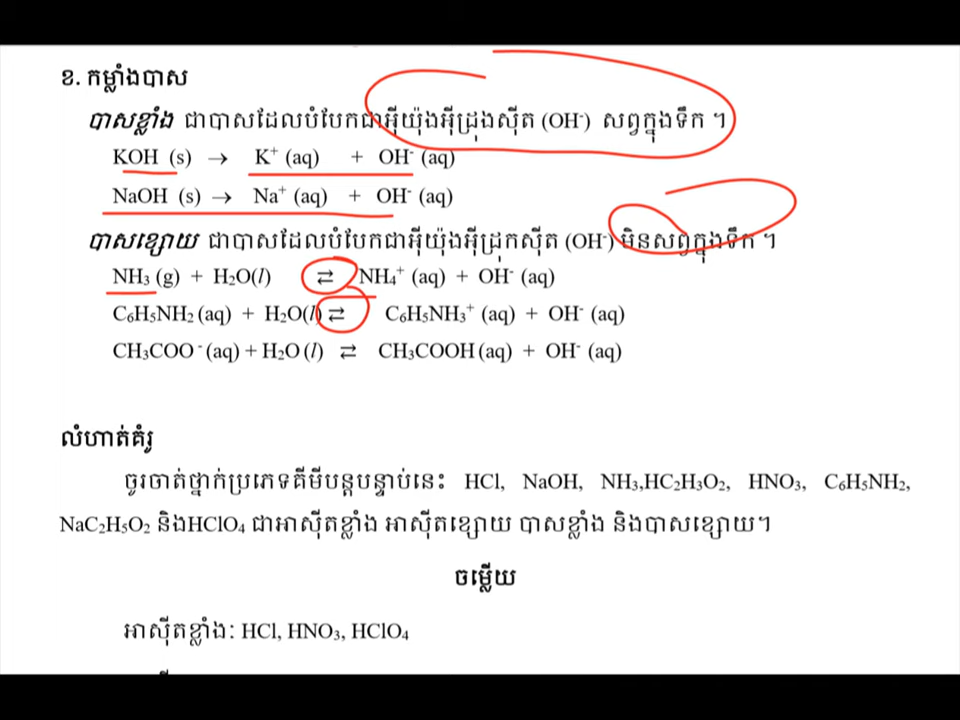 ខ. កម្លាំងបាស
បាសខ្លាំង ជាបាសដែលបំបែកជាអ៊ីយ៉ុងអ៊ីដ្រុងស៊ីត (OH⁻) សព្វក្នុងទឹក ។
KOH (s) → K⁺ (aq) + OH⁻ (aq)
NaOH (s) → Na⁺ (aq) + OH⁻ (aq)
បាសខ្សោយ ជាបាសដែលបំបែកជាអ៊ីយ៉ុងអ៊ីដ្រុកស៊ីត (OH⁻) មិនសព្វក្នុងទឹក ។
NH₃ (g) + H₂O(l) ⇄ NH₄⁺ (aq) + OH⁻ (aq)
C₆H₅NH₂ (aq) + H₂O(l) ⇄ C₆H₅NH₃⁺ (aq) + OH⁻ (aq)
CH₃COO⁻ (aq) + H₂O (l) ⇄ CH₃COOH (aq) + OH⁻ (aq)
លំហាត់គំរូ
ចូរចាត់ថ្នាក់ប្រភេទគីមីបន្តបន្ទាប់នេះ HCl, NaOH, NH₃,HC₂H₃O₂, HNO₃, C₆H₅NH₂,
NaC₂H₅O₂ និងHClO₄ ជាអាស៊ីតខ្លាំង អាស៊ីតខ្សោយ បាសខ្លាំង និងបាសខ្សោយ។
ចម្លើយ
អាស៊ីតខ្លាំង: HCl, HNO₃, HClO₄